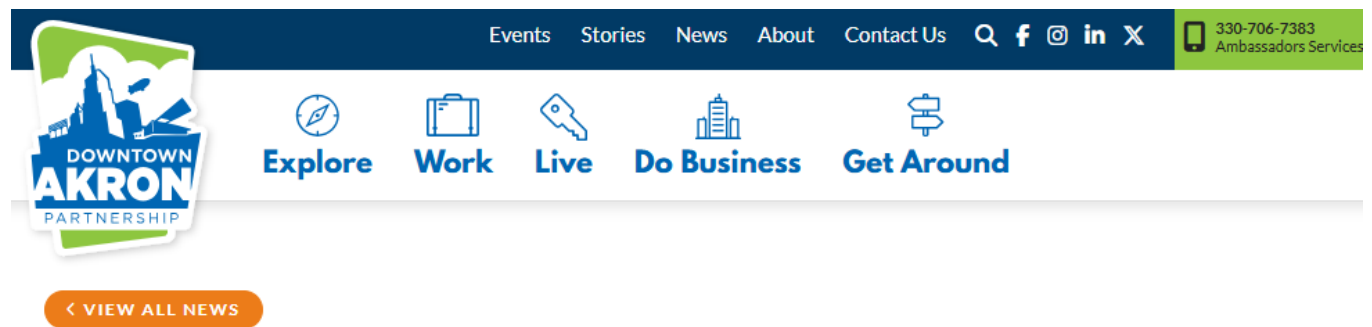 Events Stories News About Contact Us
330-706-7383
Ambassadors Services
DOWNTOWN
AKRON
PARTNERSHIP
Explore Work Live Do Business Get Around
< VIEW ALL NEWS